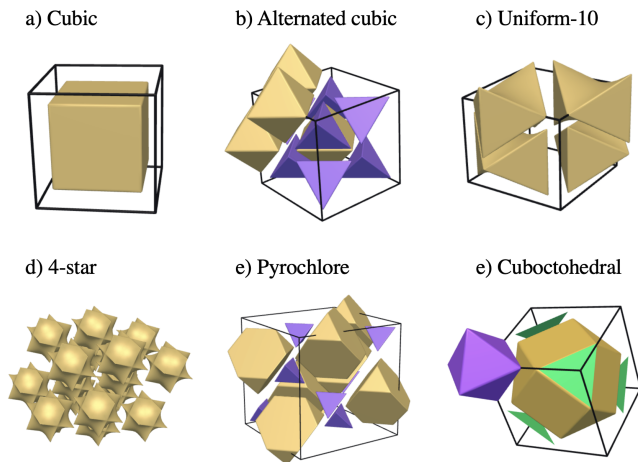 a) Cubic
b) Alternated cubic
c) Uniform-10
d) 4-star
e) Pyrochlore
e) Cuboctohedral